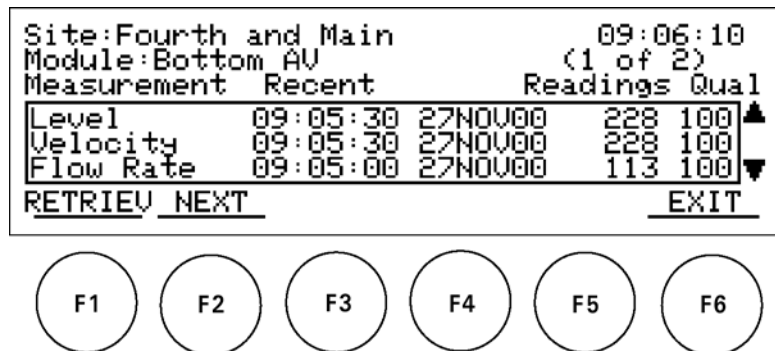 Site:Fourth and Main 09:06:10
Module:Bottom AV (1 of 2)
Measurement Recent Readings Qual
Level 09:05:30 27NOV00 228 100
Velocity 09:05:30 27NOV00 228 100
Flow Rate 09:05:00 27NOV00 113 100
RETRIEV NEXT EXIT
F1 F2 F3 F4 F5 F6